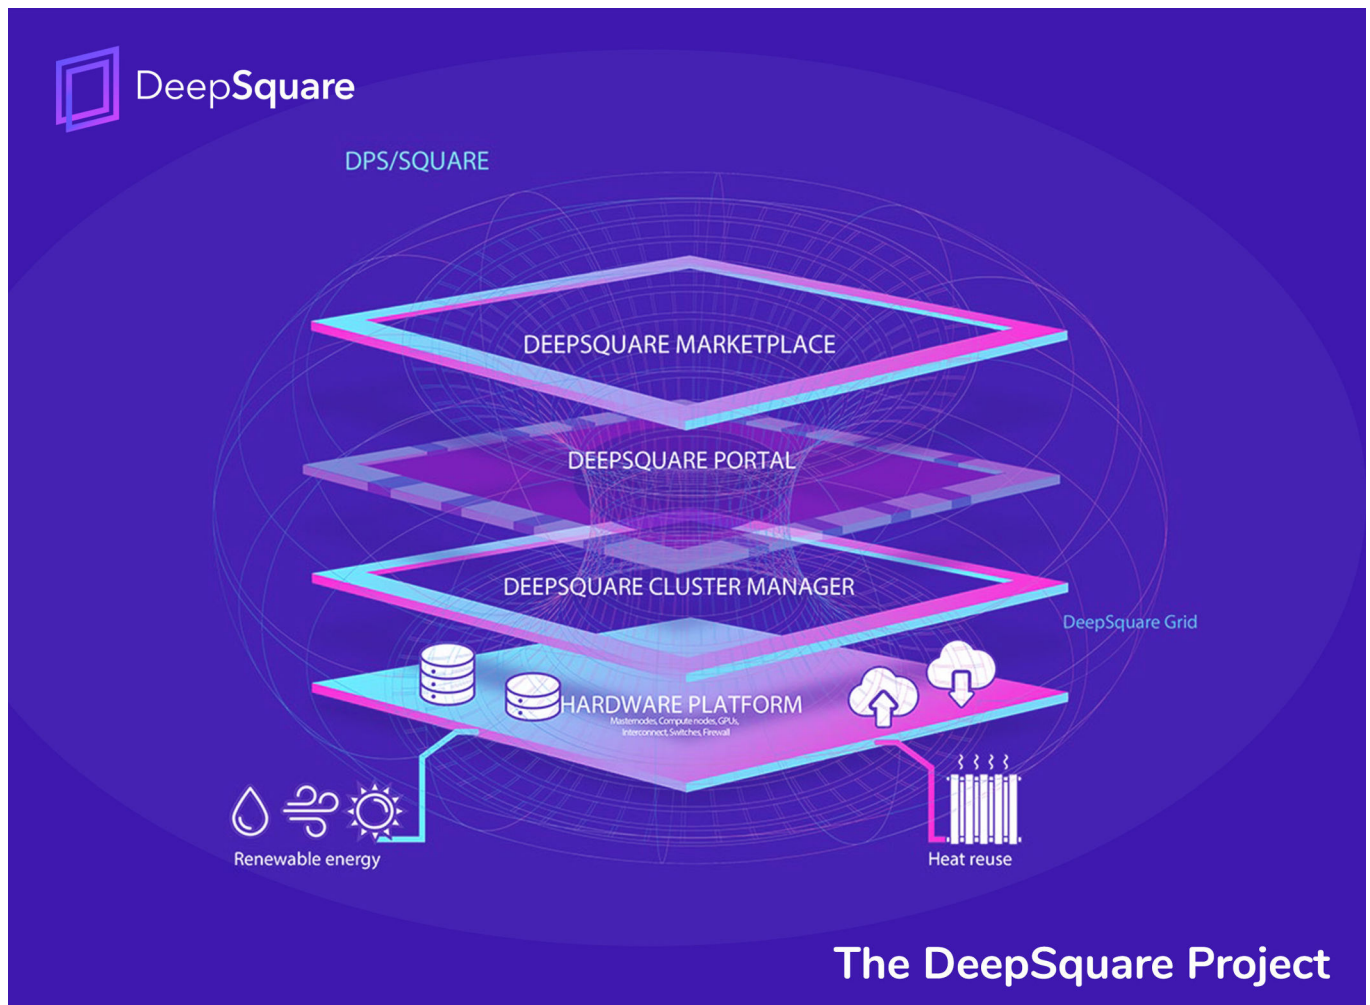 DeepSquare
DPS/SQUARE
DEEPSQUARE MARKETPLACE
DEEPSQUARE PORTAL
DEEPSQUARE CLUSTER MANAGER
DeepSquare Grid
HARDWARE PLATFORM
Masternodes, Compute nodes, GPUs,
Interconnect, Switches, Firewall
Renewable energy
Heat reuse
The DeepSquare Project